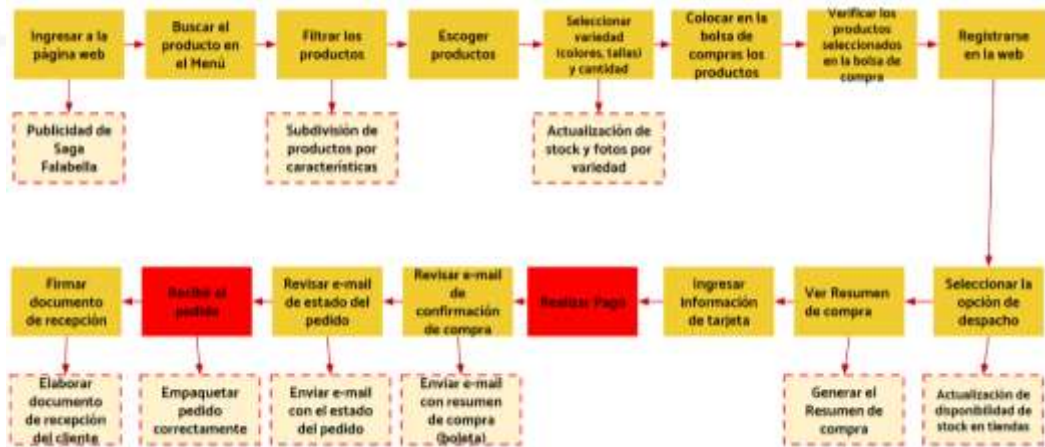 Ingresar a la
página web
Buscar el
producto en
el Menú
Filtrar los
productos
Escoger
productos
Seleccionar
variedad
(colores, tallas)
y cantidad
Colocar en la
bolsa de
compras los
productos
Verificar los
productos
seleccionados
en la bolsa de
compra
Registrarse
en la web
Publicidad de
Saga
Falabella
Subdivisión de
productos por
características
Actualización de
stock y fotos por
variedad
Firmar
documento
de recepción
Recibir el
pedido
Revisar e-mail
de estado del
pedido
Revisar e-mail
de
confirmación
de compra
Realizar Pago
Ingresar
información
de tarjeta
Ver Resumen
de compra
Seleccionar la
opción de
despacho
Elaborar
documento
de recepción
del cliente
Empaquetar
pedido
correctamente
Enviar e-mail
con el estado
del pedido
Enviar e-mail
con resumen
de compra
(boleta)
Generar el
Resumen de
compra
Actualización de
disponibilidad de
stock en tiendas